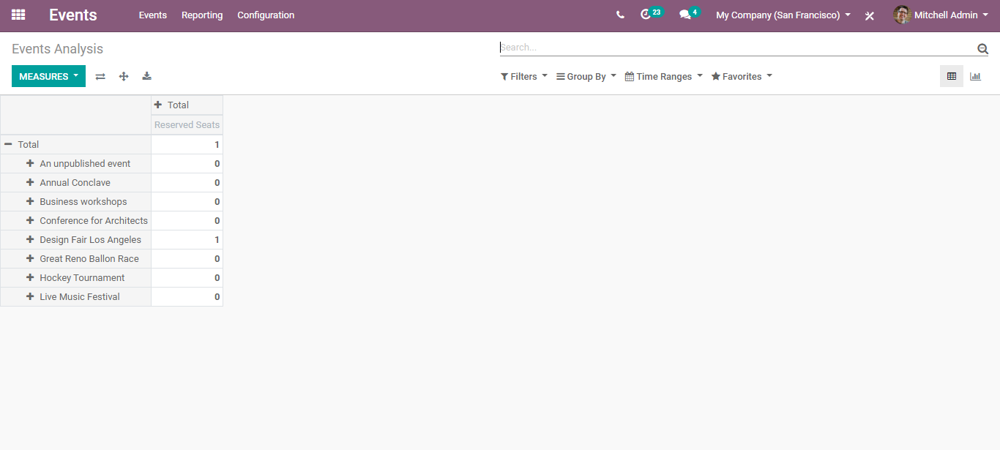 Events Events Reporting Configuration 23 4 My Company (San Francisco) Mitchell Admin
Events Analysis Search...
MEASURES Filters Group By Time Ranges Favorites
Total
Reserved Seats
Total 1
An unpublished event 0
Annual Conclave 0
Business workshops 0
Conference for Architects 0
Design Fair Los Angeles 1
Great Reno Ballon Race 0
Hockey Tournament 0
Live Music Festival 0